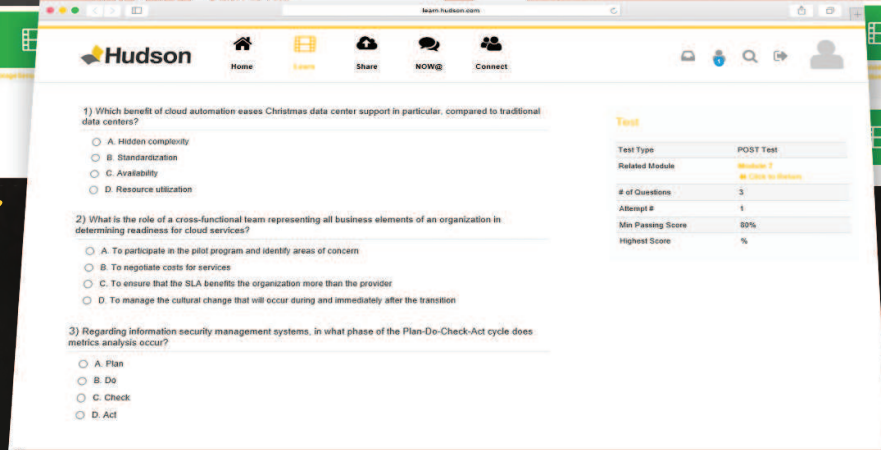 learn.hudson.com
Hudson
Home
Learn
Share
NOW@
Connect
1
1) Which benefit of cloud automation eases Christmas data center support in particular, compared to traditional
data centers?
A. Hidden complexity
B. Standardization
C. Availability
D. Resource utilization
2) What is the role of a cross-functional team representing all business elements of an organization in
determining readiness for cloud services?
A. To participate in the pilot program and identify areas of concern
B. To negotiate costs for services
C. To ensure that the SLA benefits the organization more than the provider
D. To manage the cultural change that will occur during and immediately after the transition
3) Regarding information security management systems, in what phase of the Plan-Do-Check-Act cycle does
metrics analysis occur?
A. Plan
B. Do
C. Check
D. Act
Test
Test Type POST Test
Related Module Module 7
Click to Return
# of Questions 3
Attempt # 1
Min Passing Score 80%
Highest Score %